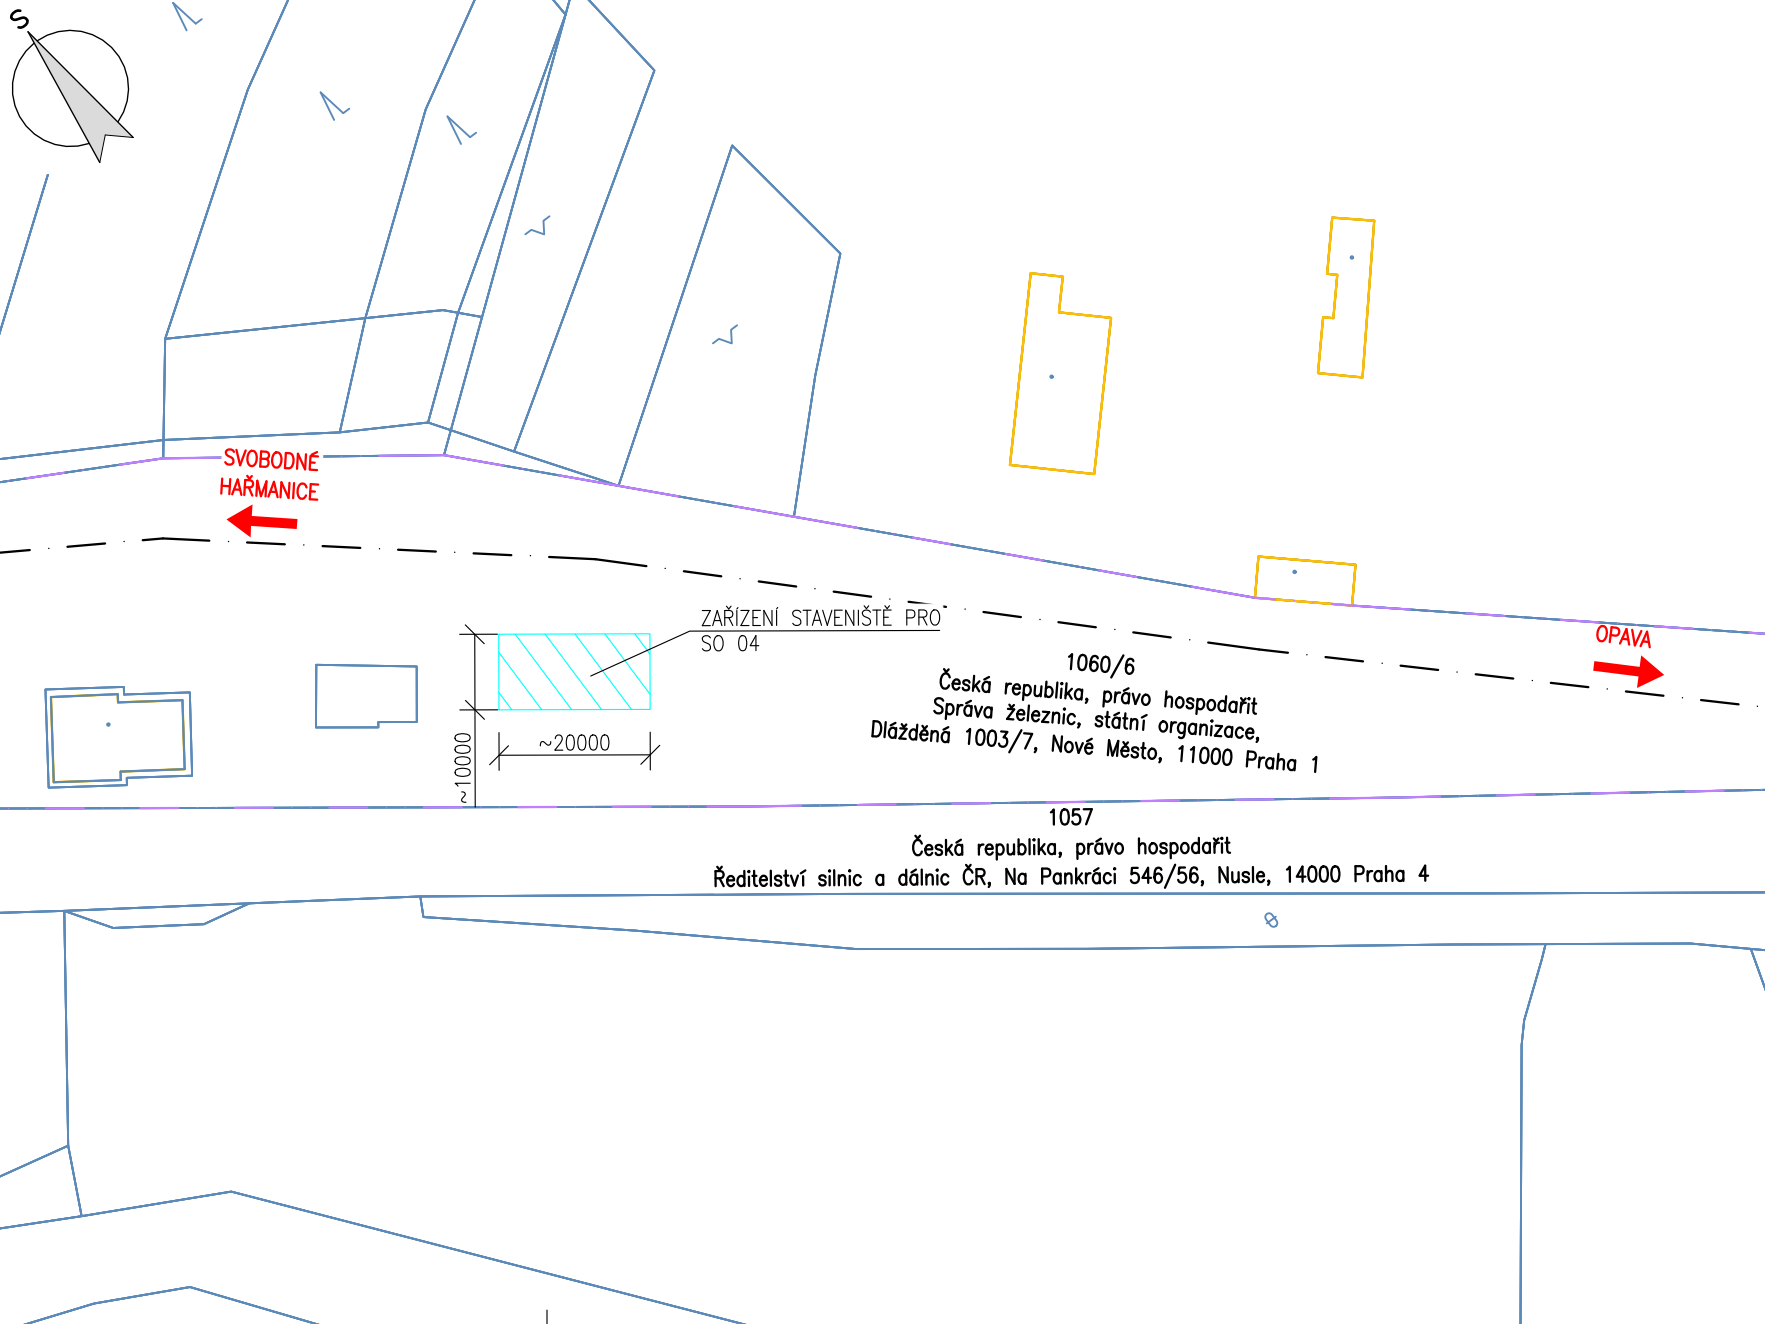 S
SVOBODNÉ
HAŘMANICE
ZAŘÍZENÍ STAVENIŠTĚ PRO
SO 04
OPAVA
1060/6
Česká republika, právo hospodařit
Správa železnic, státní organizace,
Dlážděná 1003/7, Nové Město, 11000 Praha 1
~20000
~10000
1057
Česká republika, právo hospodařit
Ředitelství silnic a dálnic ČR, Na Pankráci 546/56, Nusle, 14000 Praha 4